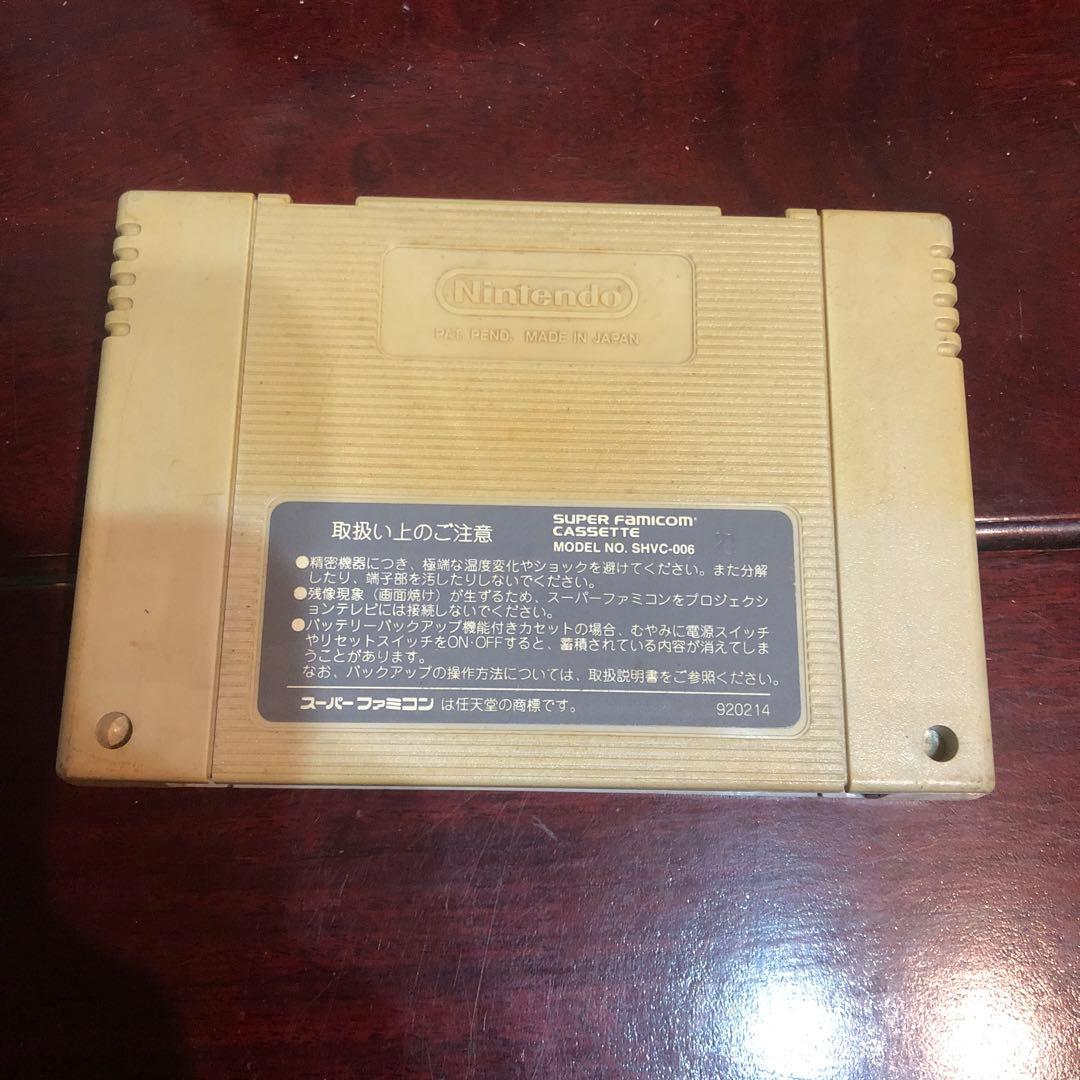 Nintendo
PAT. PEND. MADE IN JAPAN
取扱い上のご注意
SUPER FAMICOM
CASSETTE
MODEL NO. SHVC-006
●精密機器につき、極端な温度変化やショックを避けてください。また分解
したり、端子部を汚したりしないでください。
●残像現象（画面焼け）が生ずるため、スーパーファミコンをプロジェクシ
ョンテレビには接続しないでください。
●バッテリーバックアップ機能付きカセットの場合、むやみに電源スイッチ
やリセットスイッチをON・OFFすると、蓄積されている内容が消えてしま
うことがあります。
なお、バックアップの操作方法については、取扱説明書をご参照ください。
スーパーファミコンは任天堂の商標です。
920214